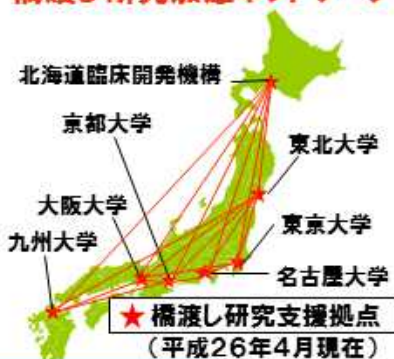 北海道臨床開発機構
京都大学
東北大学
大阪大学
東京大学
九州大学
名古屋大学
★橋渡し研究支援拠点
(平成26年4月現在)